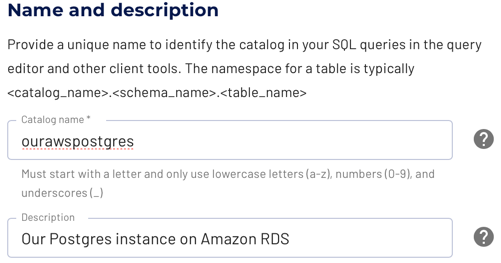 Name and description
Provide a unique name to identify the catalog in your SQL queries in the query
editor and other client tools. The namespace for a table is typically
<catalog_name>.<schema_name>.<table_name>
Catalog name *
ourawspostgres
Must start with a letter and only use lowercase letters (a-z), numbers (0-9), and
underscores (_)
Description
Our Postgres instance on Amazon RDS